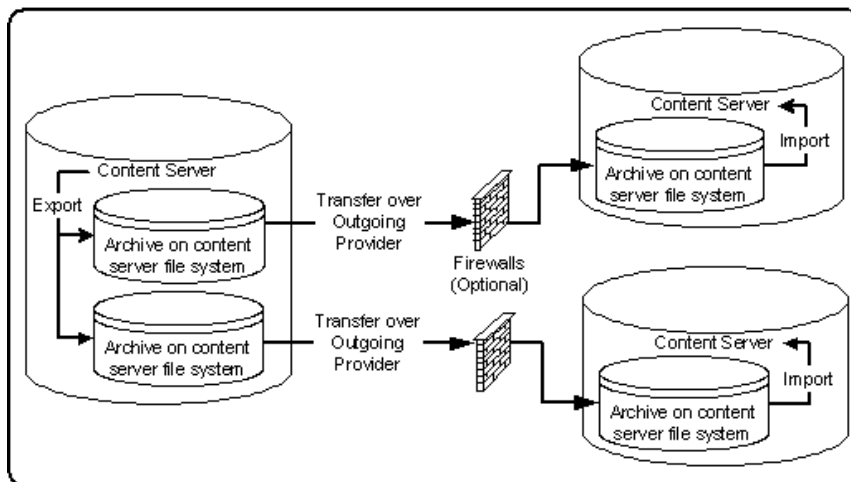 Content Server
Export
Archive on content
server file system
Archive on content
server file system
Transfer over
Outgoing
Provider
Transfer over
Outgoing
Provider
Firewalls
(Optional)
Content Server
Import
Archive on content
server file system
Content Server
Import
Archive on content
server file system